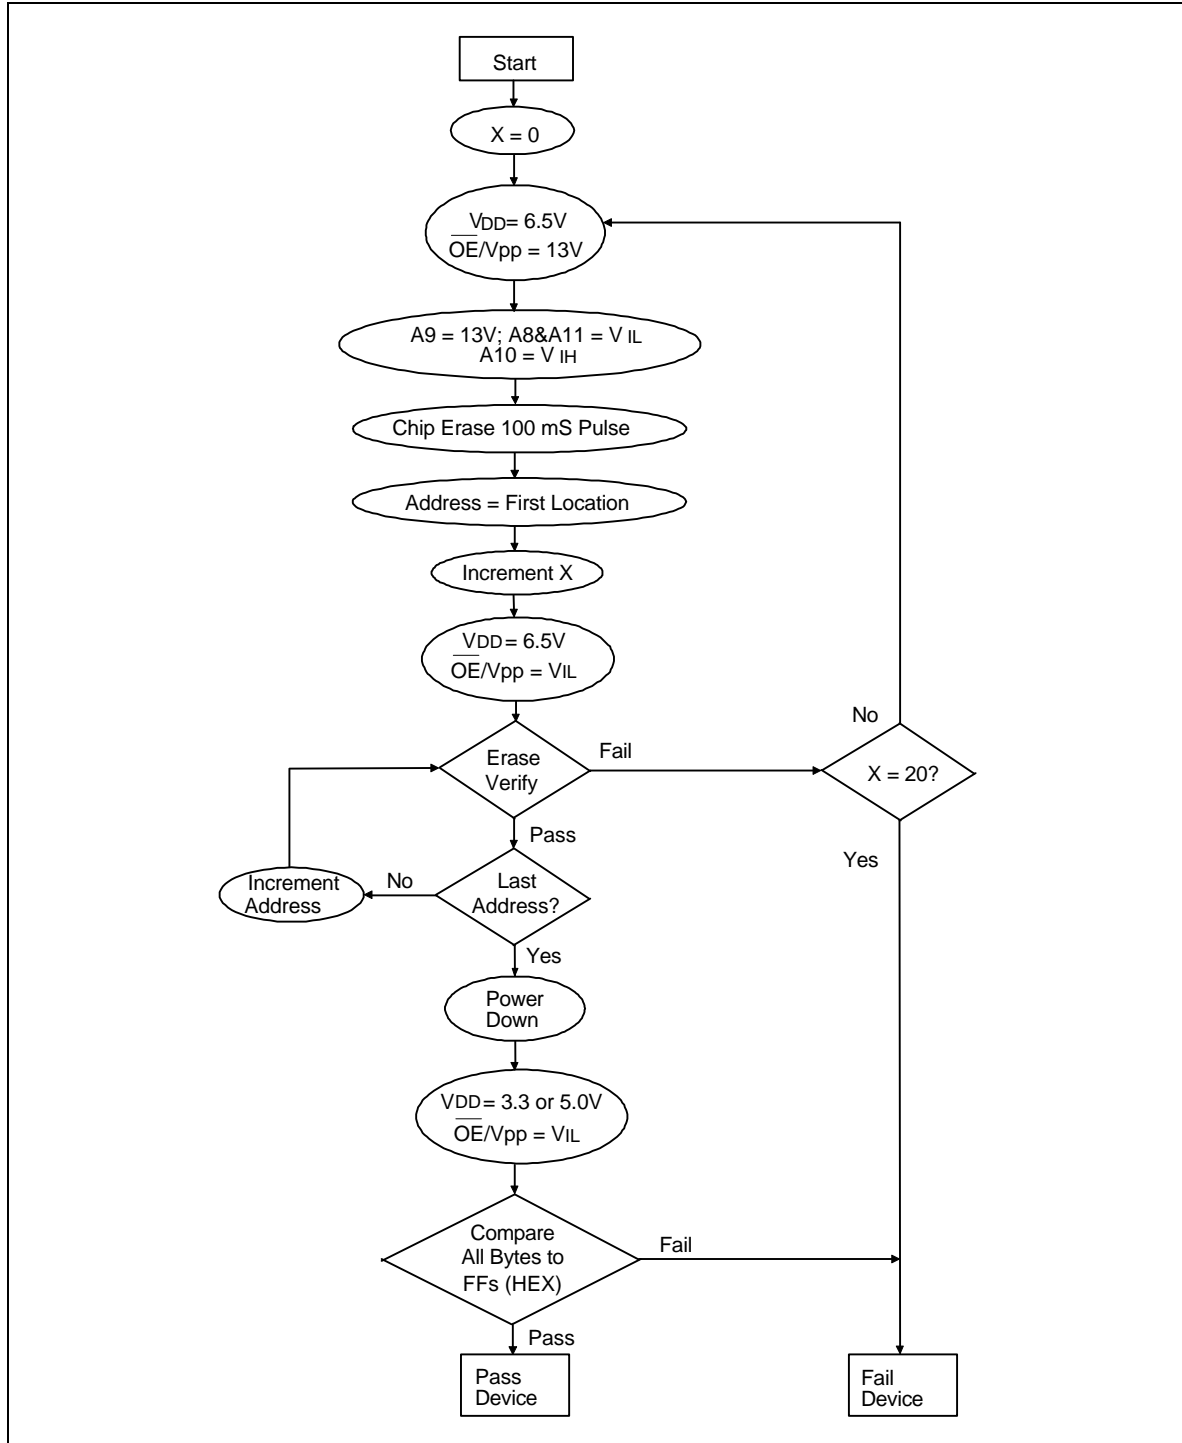 Start
X = 0
VDD = 6.5V
OE/Vpp = 13V
A9 = 13V; A8&A11 = V IL
A10 = V IH
Chip Erase 100 mS Pulse
Address = First Location
Increment X
VDD = 6.5V
OE/Vpp = VIL
Erase
Verify
Fail
No
X = 20?
Yes
Pass
Last
Address?
No
Increment
Address
Yes
Power
Down
VDD = 3.3 or 5.0V
OE/Vpp = VIL
Compare
All Bytes to
FFs (HEX)
Fail
Pass
Pass
Device
Fail
Device